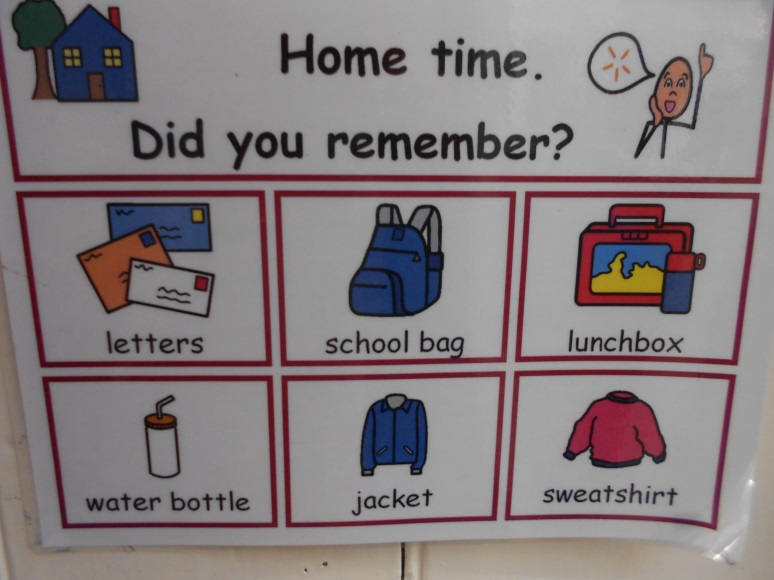 Home time.
Did you remember?
letters
school bag
lunchbox
water bottle
jacket
sweatshirt